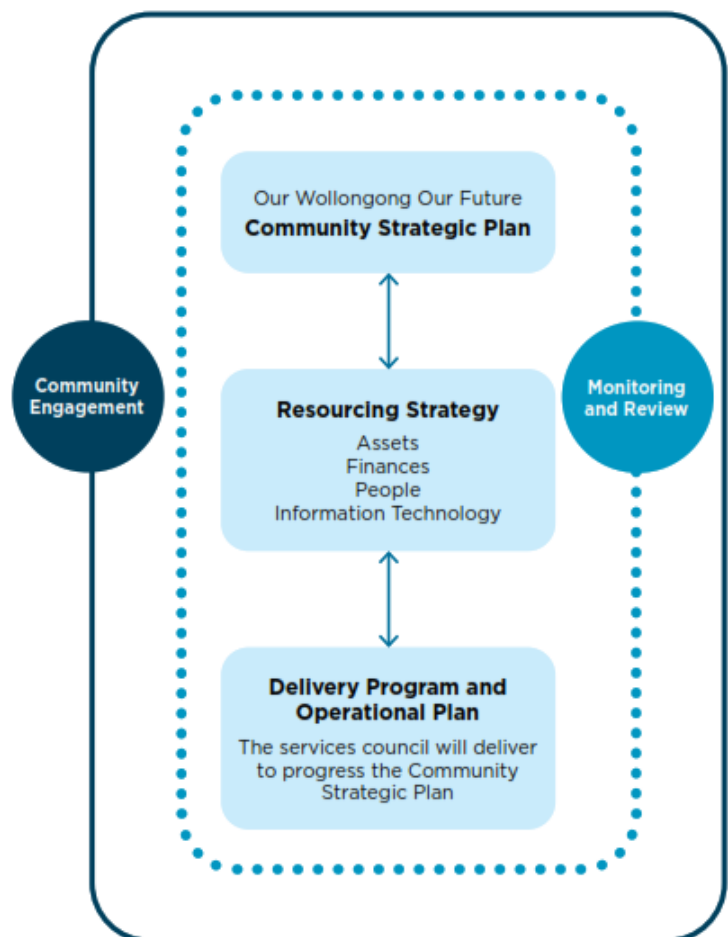 Our Wollongong Our Future
Community Strategic Plan
Community
Engagement
Monitoring
and Review
Resourcing Strategy
Assets
Finances
People
Information Technology
Delivery Program and
Operational Plan
The services council will deliver
to progress the Community
Strategic Plan